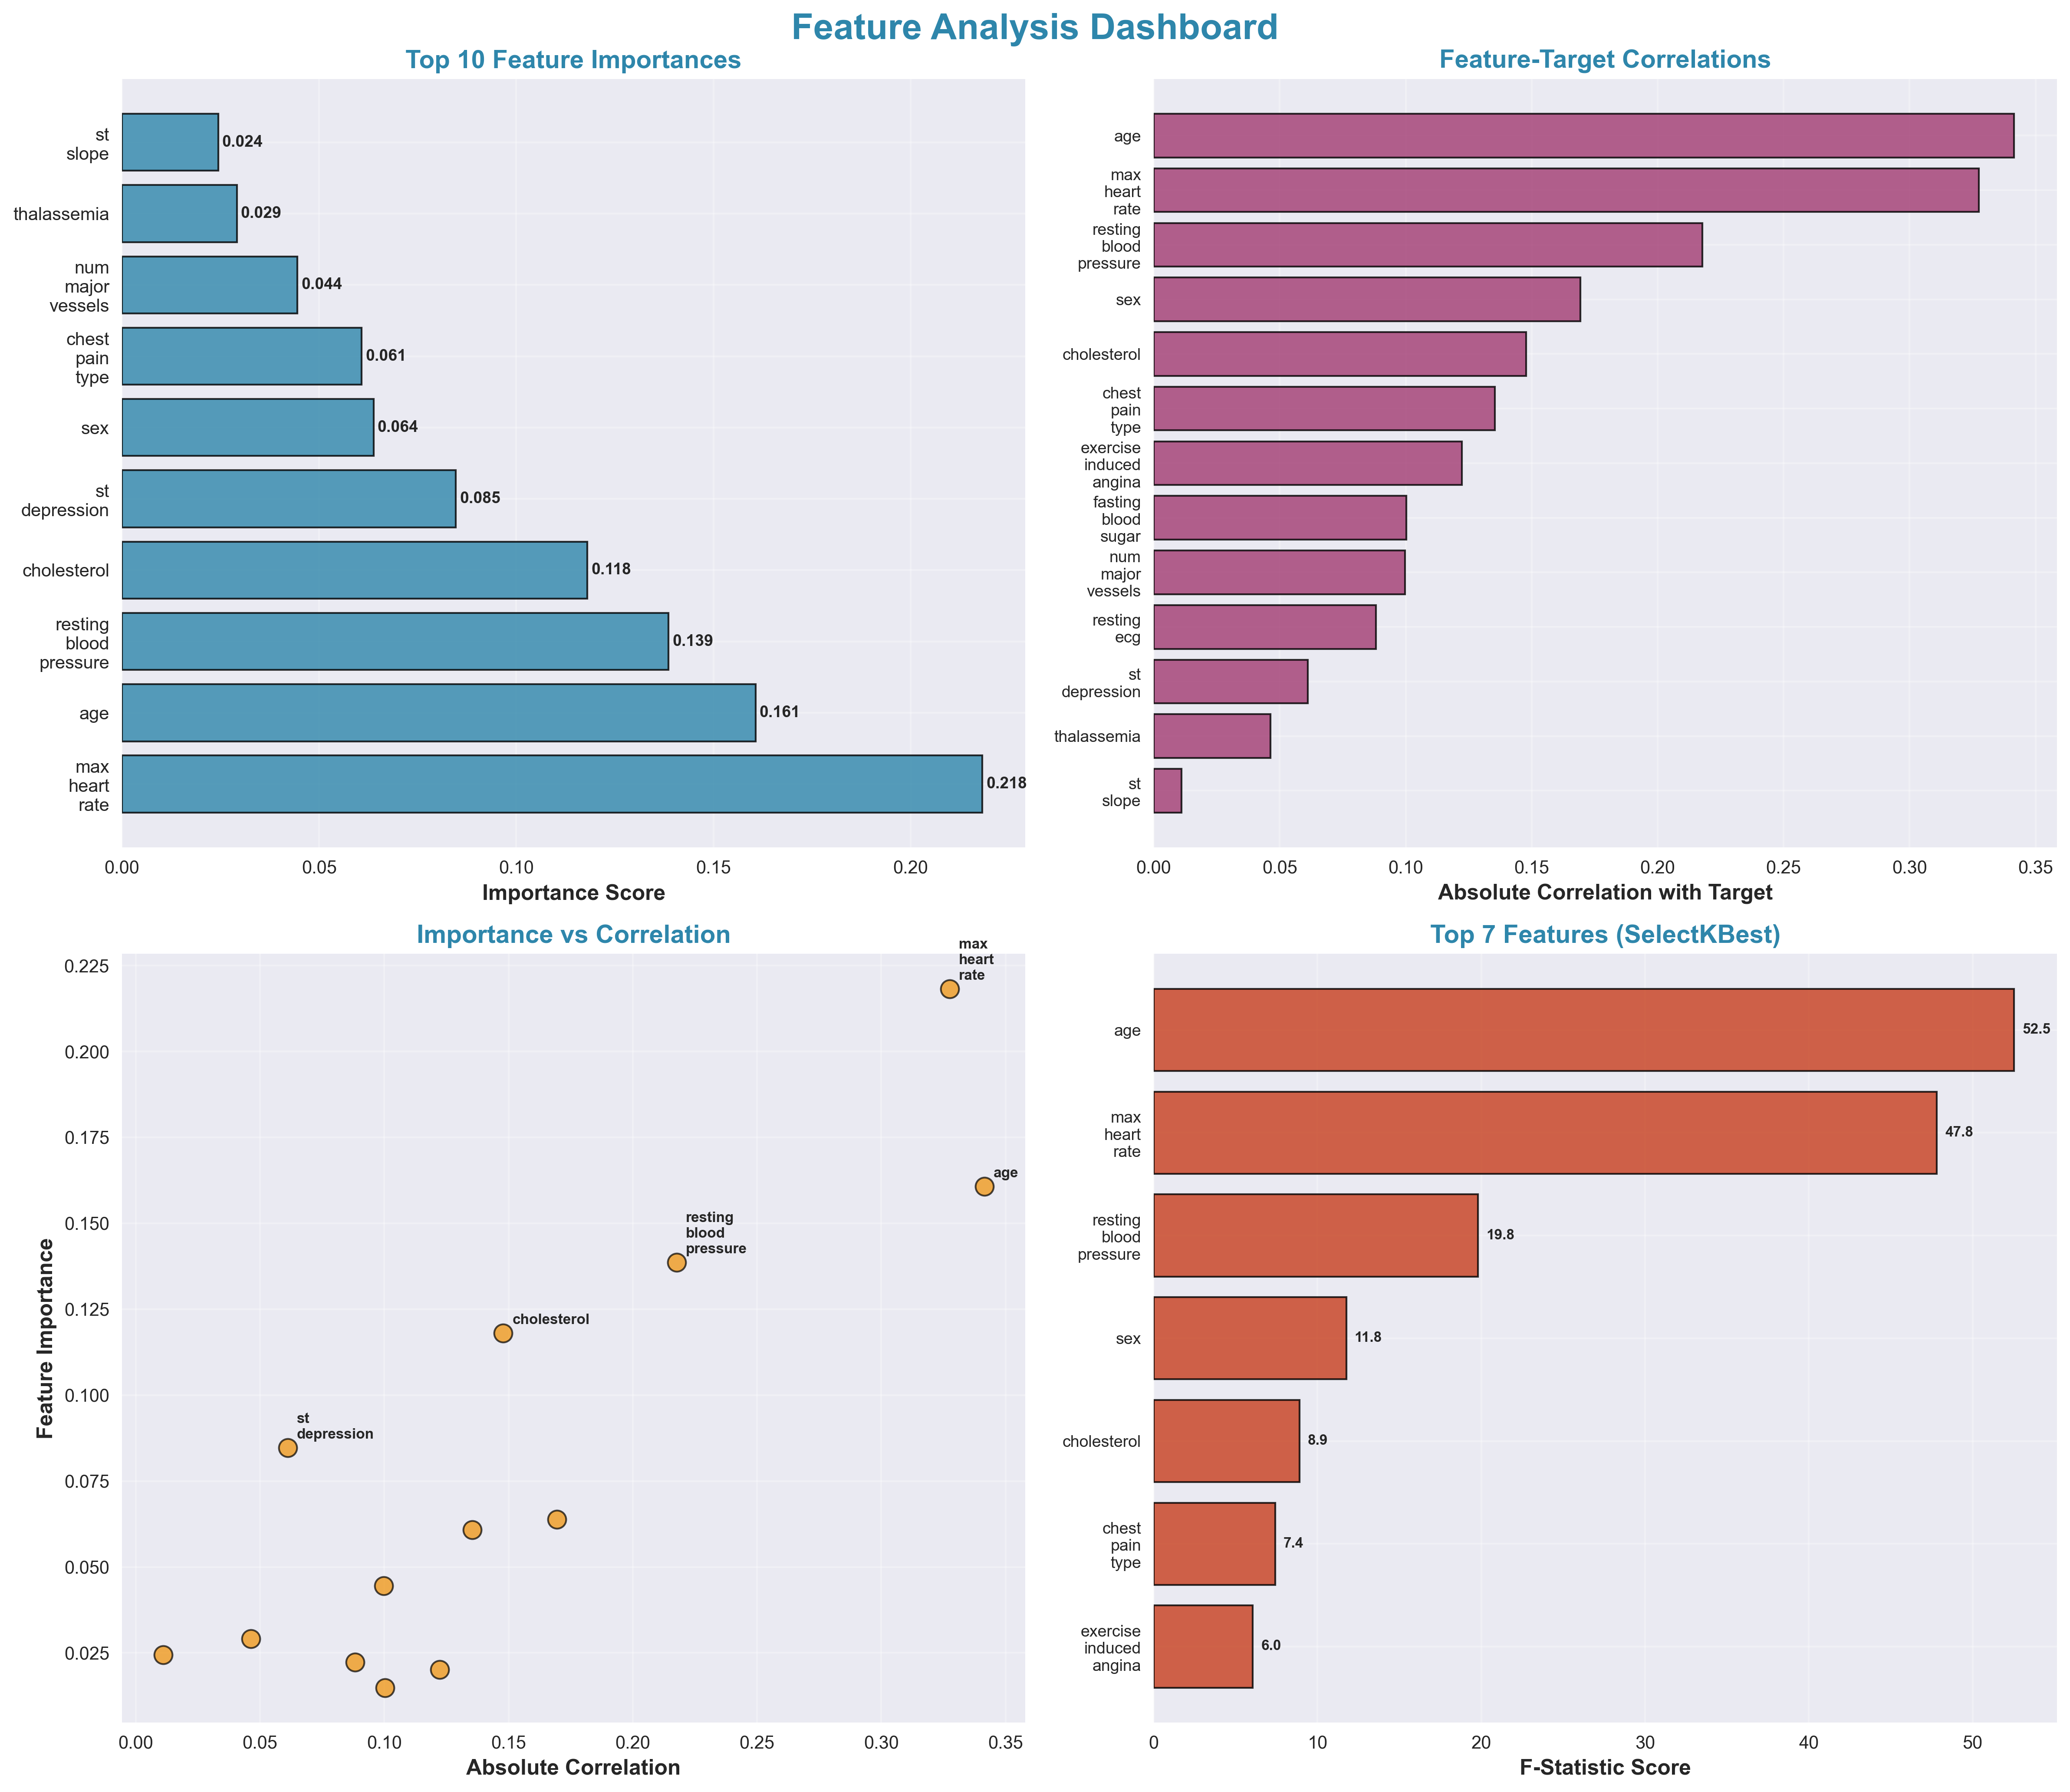 Feature Analysis Dashboard
Top 10 Feature Importances
st
slope
0.024
thalassemia
0.029
num
major
vessels
0.044
chest
pain
type
0.061
sex
0.064
st
depression
0.085
cholesterol
0.118
resting
blood
pressure
0.139
age
0.161
max
heart
rate
0.218
0.00 0.05 0.10 0.15 0.20
Importance Score
Feature-Target Correlations
age
max
heart
rate
resting
blood
pressure
sex
cholesterol
chest
pain
type
exercise
induced
angina
fasting
blood
sugar
num
major
vessels
resting
ecg
st
depression
thalassemia
st
slope
0.00 0.05 0.10 0.15 0.20 0.25 0.30 0.35
Absolute Correlation with Target
Importance vs Correlation
Feature Importance
0.225
0.200
0.175
0.150
0.125
0.100
0.075
0.050
0.025
max
heart
rate
age
resting
blood
pressure
cholesterol
st
depression
0.00 0.05 0.10 0.15 0.20 0.25 0.30 0.35
Absolute Correlation
Top 7 Features (SelectKBest)
age
52.5
max
heart
rate
47.8
resting
blood
pressure
19.8
sex
11.8
cholesterol
8.9
chest
pain
type
7.4
exercise
induced
angina
6.0
0 10 20 30 40 50
F-Statistic Score